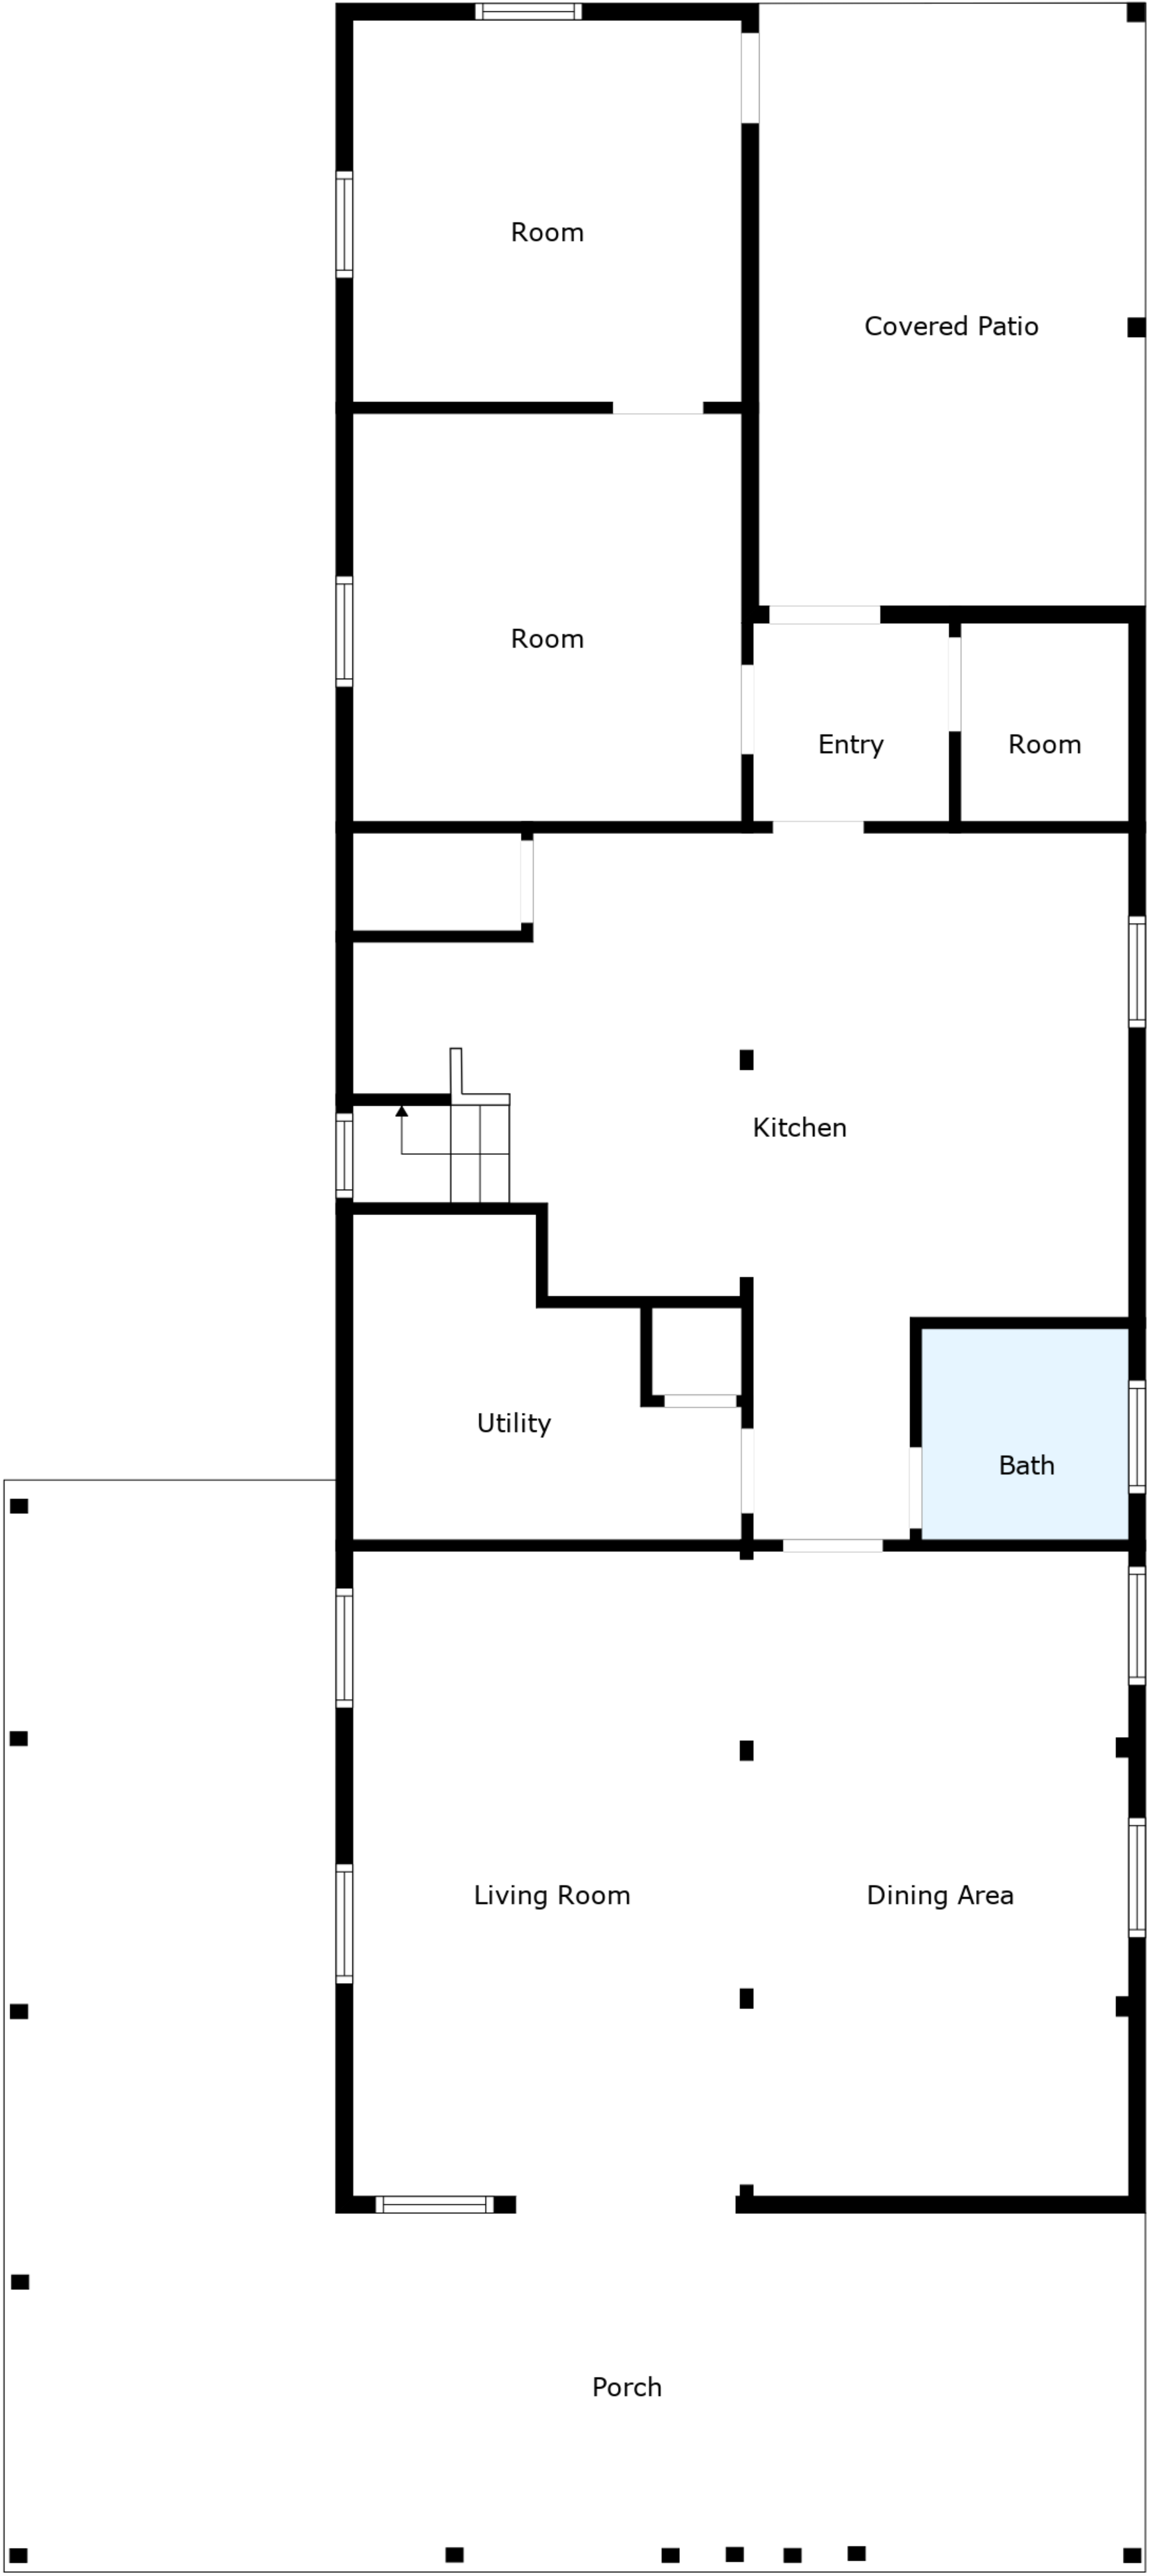 Room
Covered Patio
Room
Entry
Room
Kitchen
Utility
Bath
Living Room
Dining Area
Porch